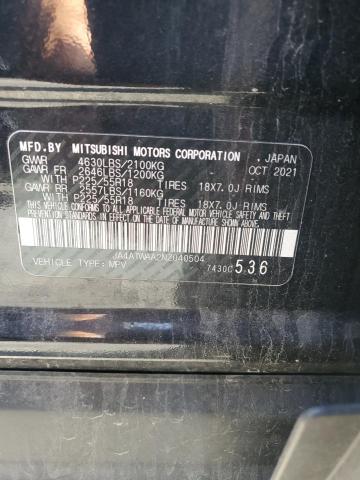 MFD.BY MITSUBISHI MOTORS CORPORATION ,JAPAN
GVWR 4630LBS/2100KG OCT 2021
GAWR FR 2646LBS/1200KG
WITH P225/55R18 TIRES 18X7.0J RIMS
GAWR RR 2557LBS/1160KG
WITH P225/55R18 TIRES 18X7.0J RIMS
JA4ATWAA2NZ040504
VEHICLE TYPE: MPV 7430C 536